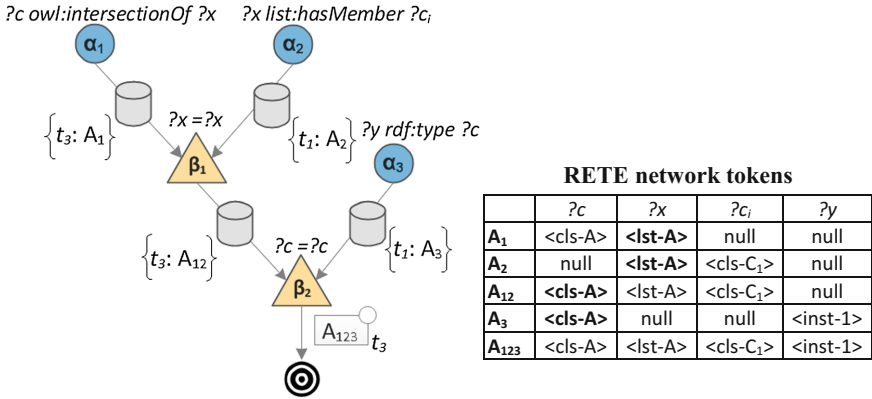 ?c owl:intersectionOf ?x ?x list:hasMember ?cᵢ
α₁ α₂
?x =?x
{t₃: A₁} {t₁: A₂} ?y rdf:type ?c
β₁ α₃
?c =?c
{t₃: A₁₂} {t₁: A₃}
β₂
A₁₂₃ t₃
RETE network tokens
?c ?x ?cᵢ ?y
A₁ <cls-A> <lst-A> null null
A₂ null <lst-A> <cls-C₁> null
A₁₂ <cls-A> <lst-A> <cls-C₁> null
A₃ <cls-A> null null <inst-1>
A₁₂₃ <cls-A> <lst-A> <cls-C₁> <inst-1>